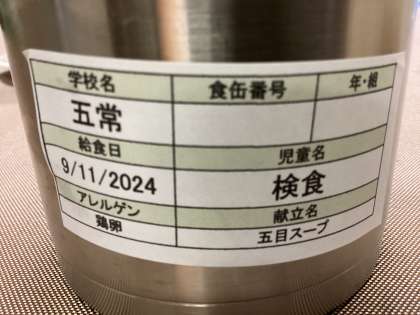 学校名 食缶番号 年・組
五常
給食日 児童名
9/11/2024 検食
アレルゲン 献立名
鶏卵 五目スープ